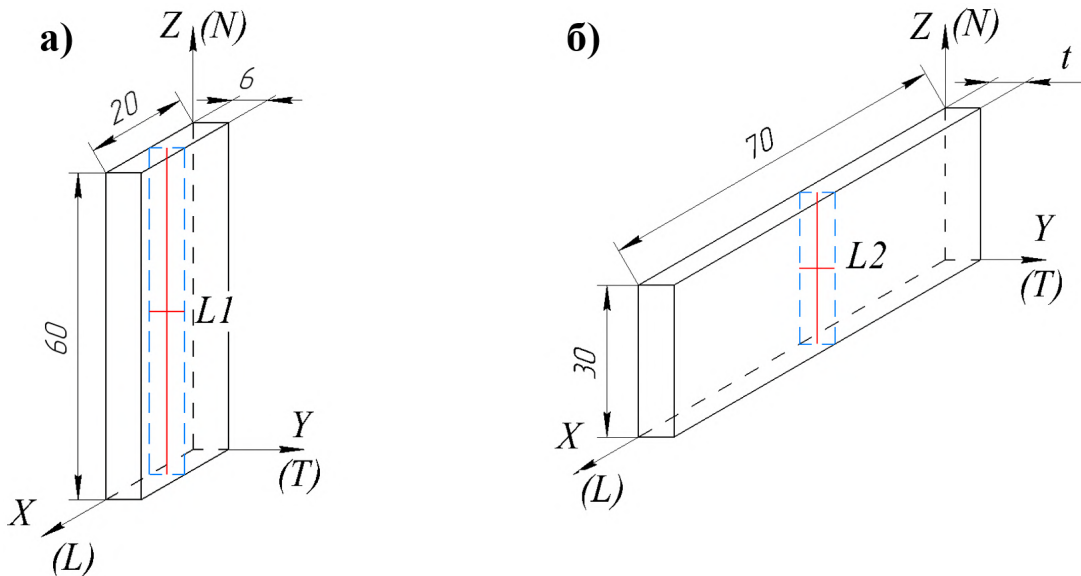 а)
Z (N)
20
6
60
L1
Y
(T)
X
(L)
б)
Z (N)
t
70
30
L2
Y
(T)
X
(L)